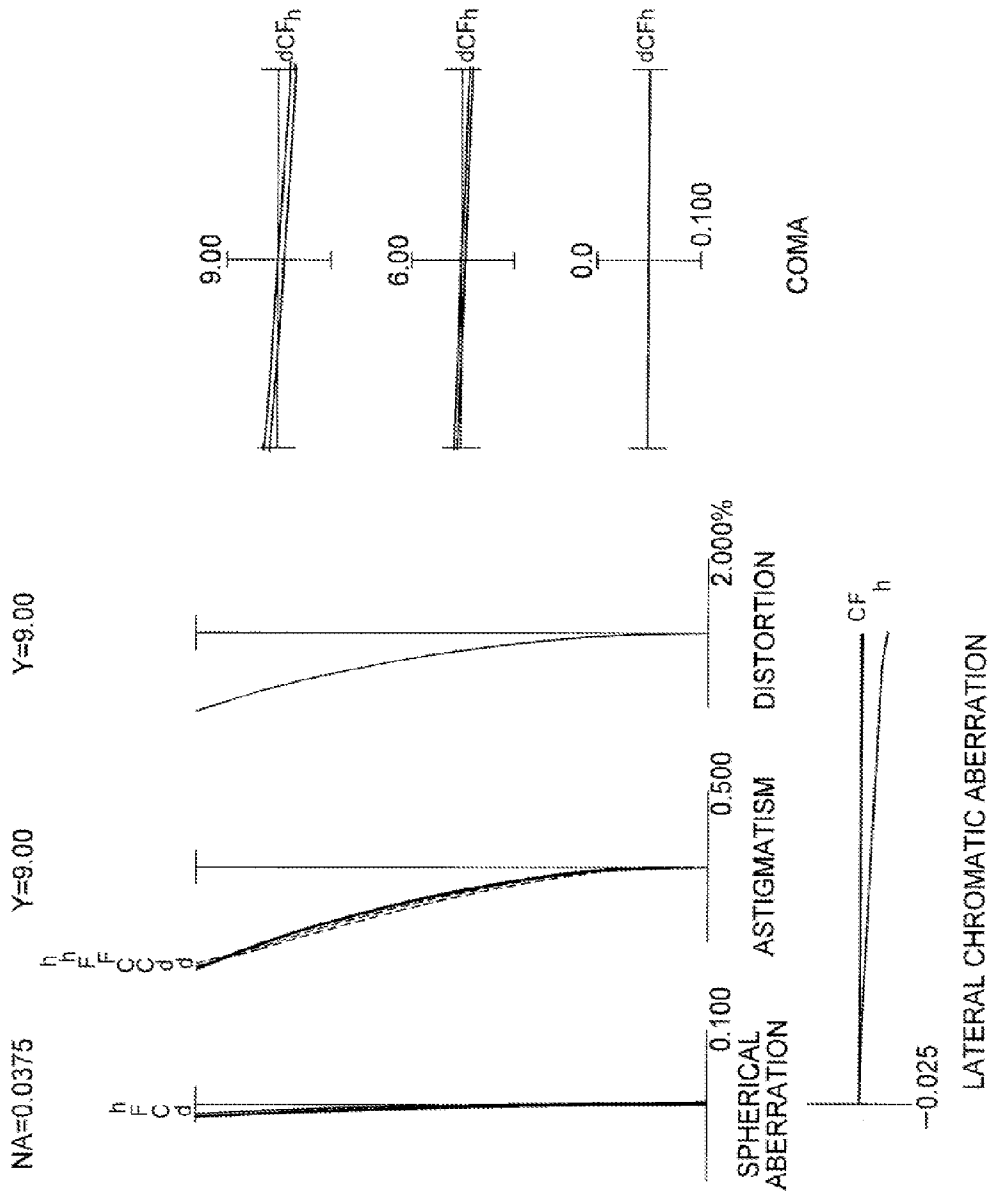 NA=0.0375
h
F
C
d
0.100
SPHERICAL
ABERRATION
Y=9.00
h
h
F
F
C
C
d
d
0.500
ASTIGMATISM
Y=9.00
2.000%
DISTORTION
9.00
dCFh
6.00
dCFh
0.0
dCFh
0.100
COMA
CF
h
−0.025
LATERAL CHROMATIC ABERRATION